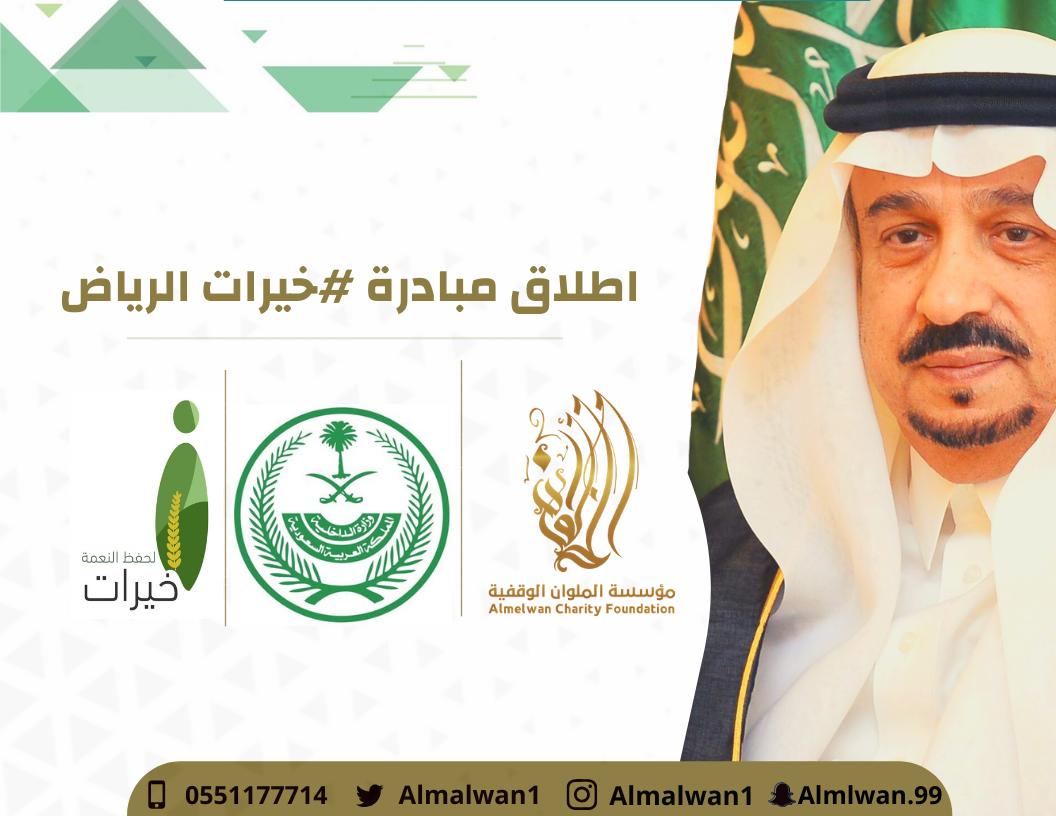 اطلاق مبادرة #خيرات الرياض
مؤسسة الملوان الوقفية
Almelwan Charity Foundation
وزارة الداخلية
المملكة العربية السعودية
لحفظ النعمة
خيرات
0551177714
Almalwan1
Almalwan1
Almlwan.99